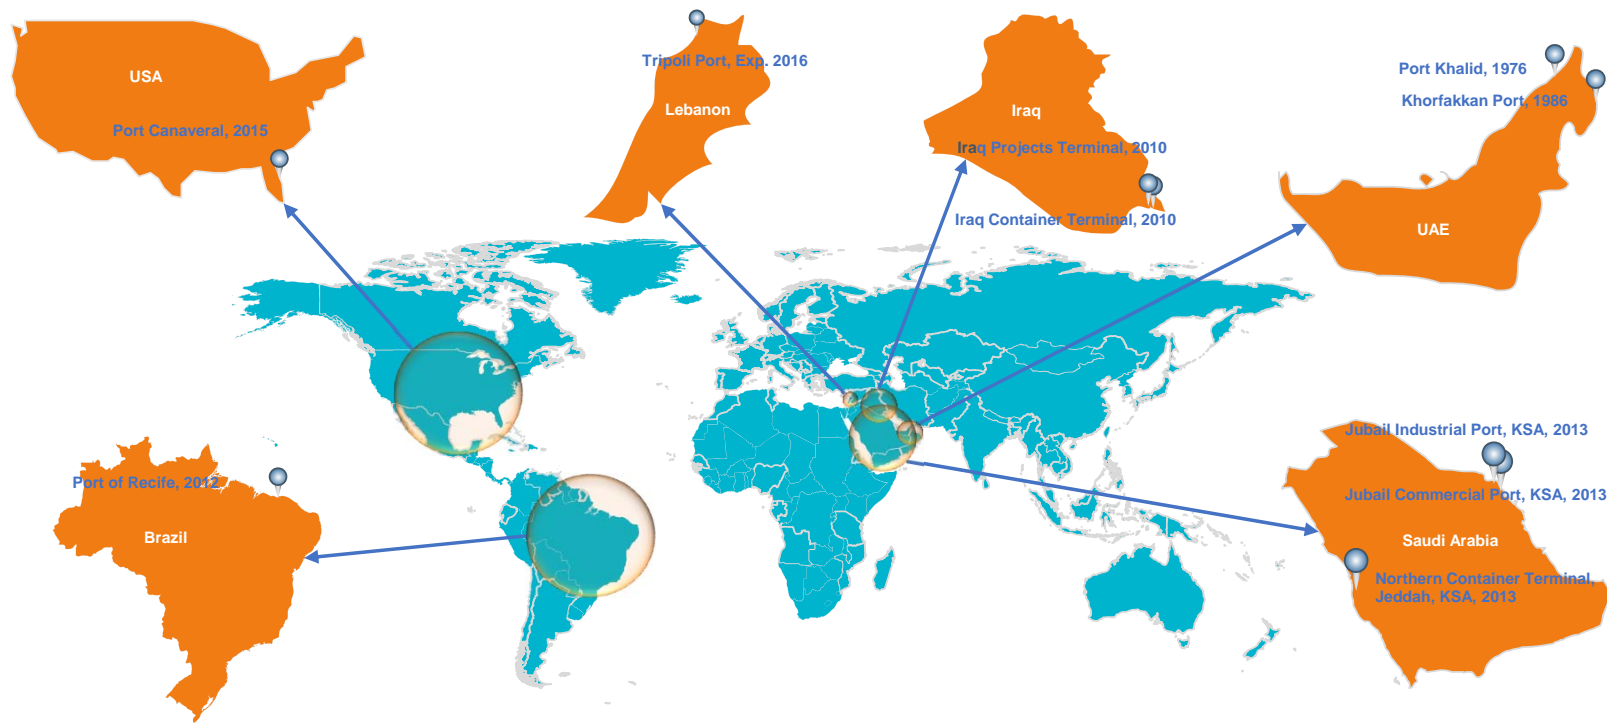 USA
Port Canaveral, 2015
Tripoli Port, Exp. 2016
Lebanon
Iraq
Iraq Projects Terminal, 2010
Iraq Container Terminal, 2010
Port Khalid, 1976
Khorfakkan Port, 1986
UAE
Port of Recife, 2012
Brazil
Jubail Industrial Port, KSA, 2013
Jubail Commercial Port, KSA, 2013
Saudi Arabia
Northern Container Terminal,
Jeddah, KSA, 2013